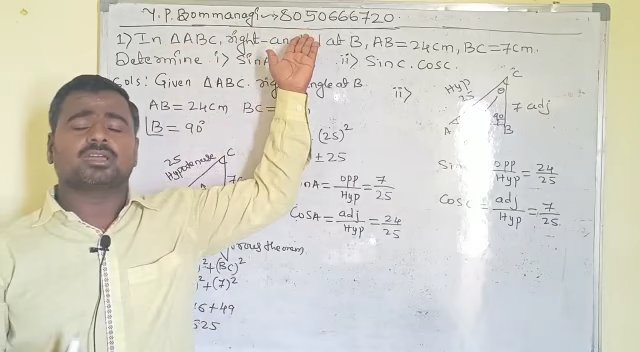 Y.P. Bommanagi → 8050666720
1) In ΔABC, right-angled at B, AB = 24cm, BC = 7cm.
Determine i) Sin ii) Sinc. Cosc.
Sols: Given ΔABC. right angle at B.
AB = 24cm BC =
B = 90°
25
Hypotenuse
C
A
(25)²
± 25
SinA = opp/Hyp = 7/25
CosA = adj/Hyp = 24/25
theorem
+ (BC)²
+ (7)²
+ 49
ii)
Hyp
25
C
θ
7 adj
90
A
B
Sin opp/Hyp = 24/25
Cosc = adj/Hyp = 7/25